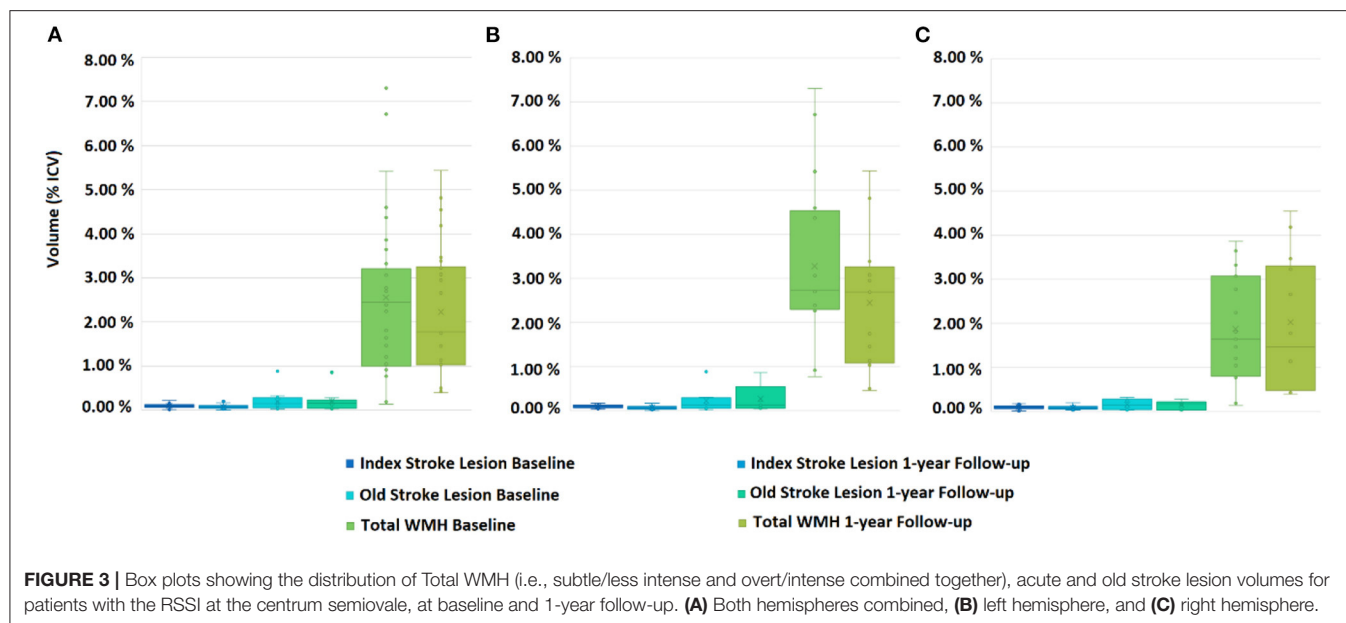 A
B
C
Volume (% ICV)
8.00 %
7.00 %
6.00 %
5.00 %
4.00 %
3.00 %
2.00 %
1.00 %
0.00 %
8.00 %
7.00 %
6.00 %
5.00 %
4.00 %
3.00 %
2.00 %
1.00 %
0.00 %
8.00 %
7.00 %
6.00 %
5.00 %
4.00 %
3.00 %
2.00 %
1.00 %
0.00 %
Index Stroke Lesion Baseline
Index Stroke Lesion 1-year Follow-up
Old Stroke Lesion Baseline
Old Stroke Lesion 1-year Follow-up
Total WMH Baseline
Total WMH 1-year Follow-up
FIGURE 3 | Box plots showing the distribution of Total WMH (i.e., subtle/less intense and overt/intense combined together), acute and old stroke lesion volumes for
patients with the RSSI at the centrum semiovale, at baseline and 1-year follow-up. (A) Both hemispheres combined, (B) left hemisphere, and (C) right hemisphere.